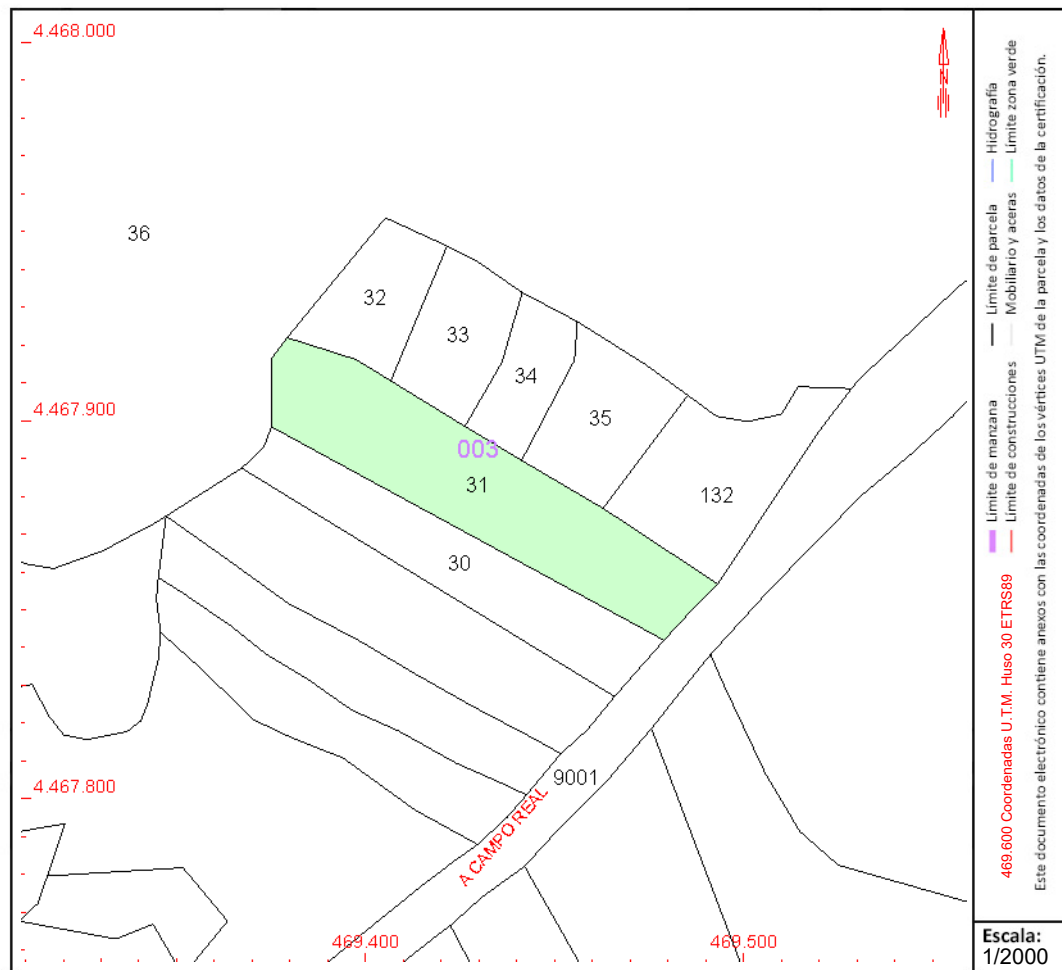 4.468.000
N
36
32
33
34
4.467.900
35
003
31
132
30
4.467.800
9001
A CAMPO REAL
469.400
469.500
Límite de manzana
Límite de parcela
Hidrografía
Límite de construcciones
Mobiliario y aceras
Límite zona verde
469.600 Coordenadas U.T.M. Huso 30 ETRS89
Este documento electrónico contiene anexos con las coordenadas de los vértices UTM de la parcela y los datos de la certificación.
Escala:
1/2000